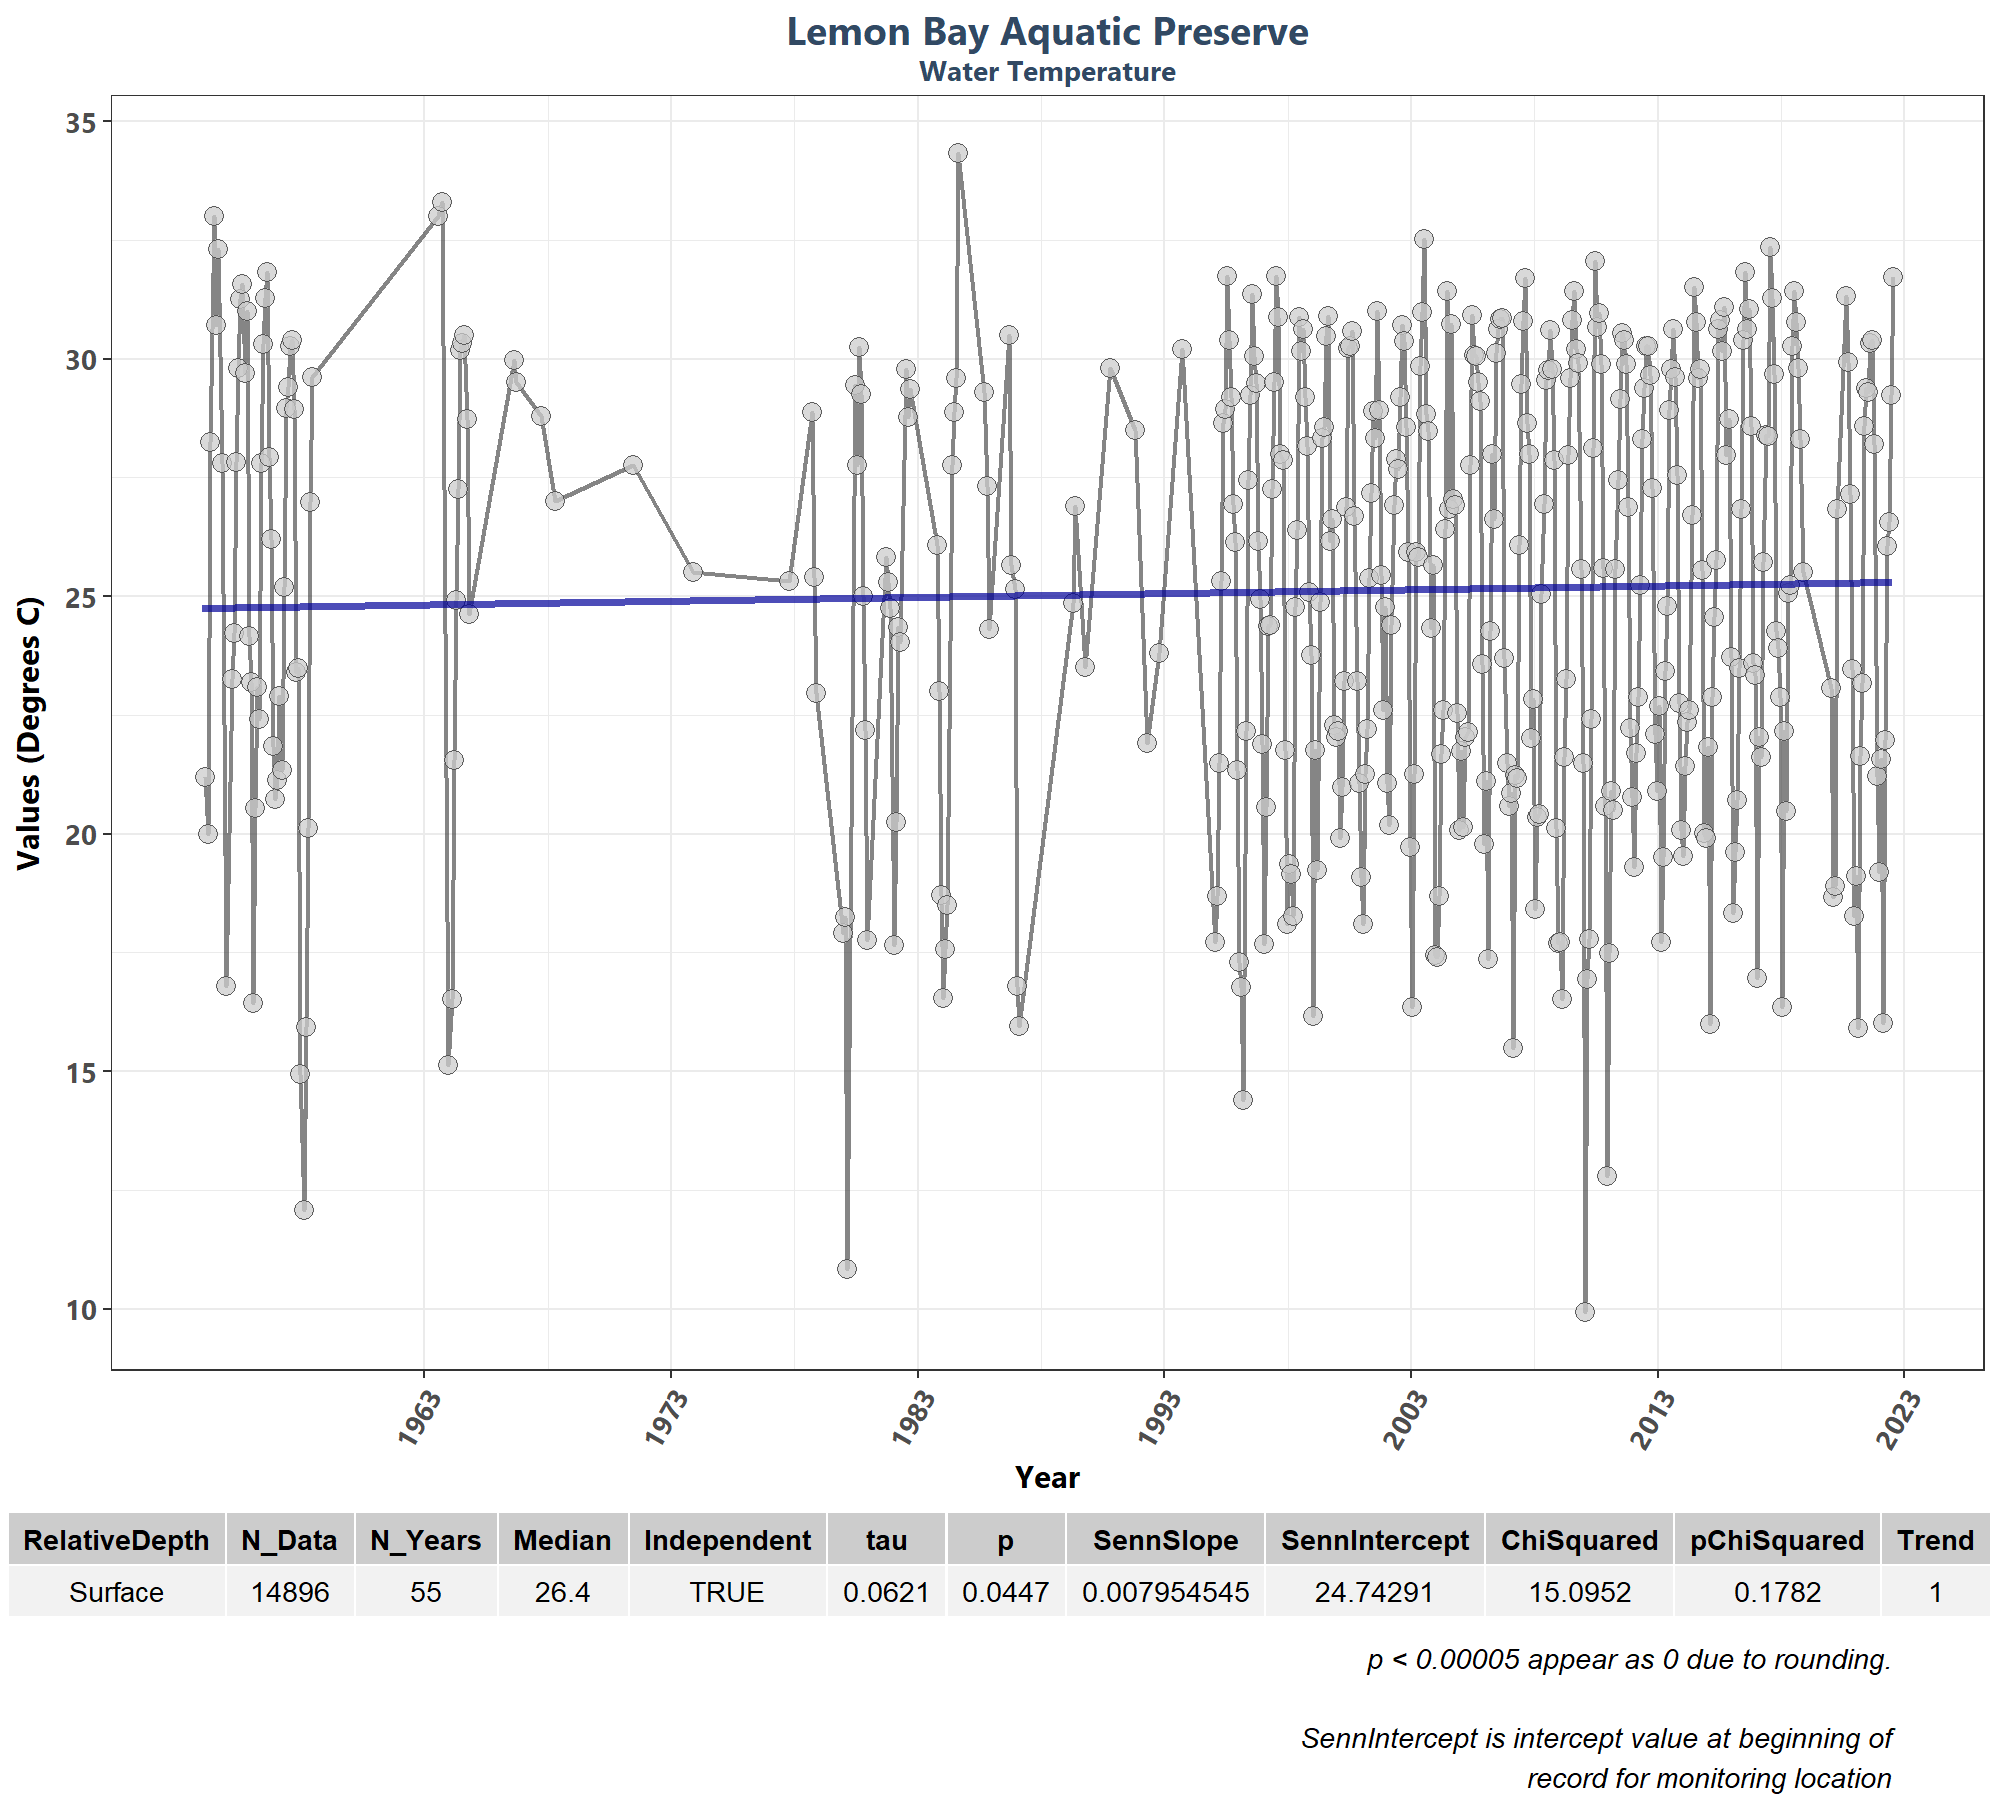 Lemon Bay Aquatic Preserve
Water Temperature
Values (Degrees C)
35
30
25
20
15
10
1963 1973 1983 1993 2003 2013 2023
Year
RelativeDepth N_Data N_Years Median Independent tau p SennSlope SennIntercept ChiSquared pChiSquared Trend
Surface 14896 55 26.4 TRUE 0.0621 0.0447 0.007954545 24.74291 15.0952 0.1782 1
p < 0.00005 appear as 0 due to rounding.
SennIntercept is intercept value at beginning of
record for monitoring location